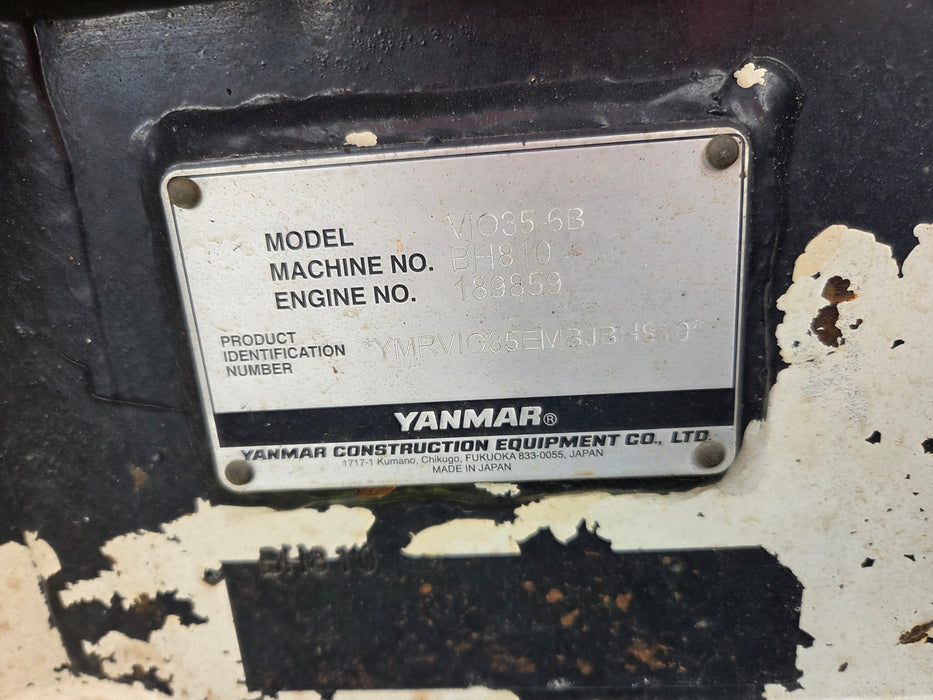 MODEL VIO35-6B
MACHINE NO. BH810
ENGINE NO. 189859
PRODUCT
IDENTIFICATION
NUMBER
*YMRVIO35EMBJBH810*
YANMAR®
YANMAR CONSTRUCTION EQUIPMENT CO., LTD.
1717-1 Kumano, Chikugo, FUKUOKA 833-0055, JAPAN
MADE IN JAPAN
BH810